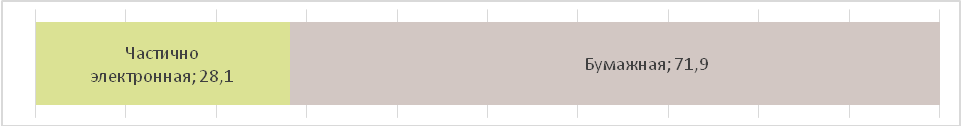 Частично
электронная; 28,1
Бумажная; 71,9